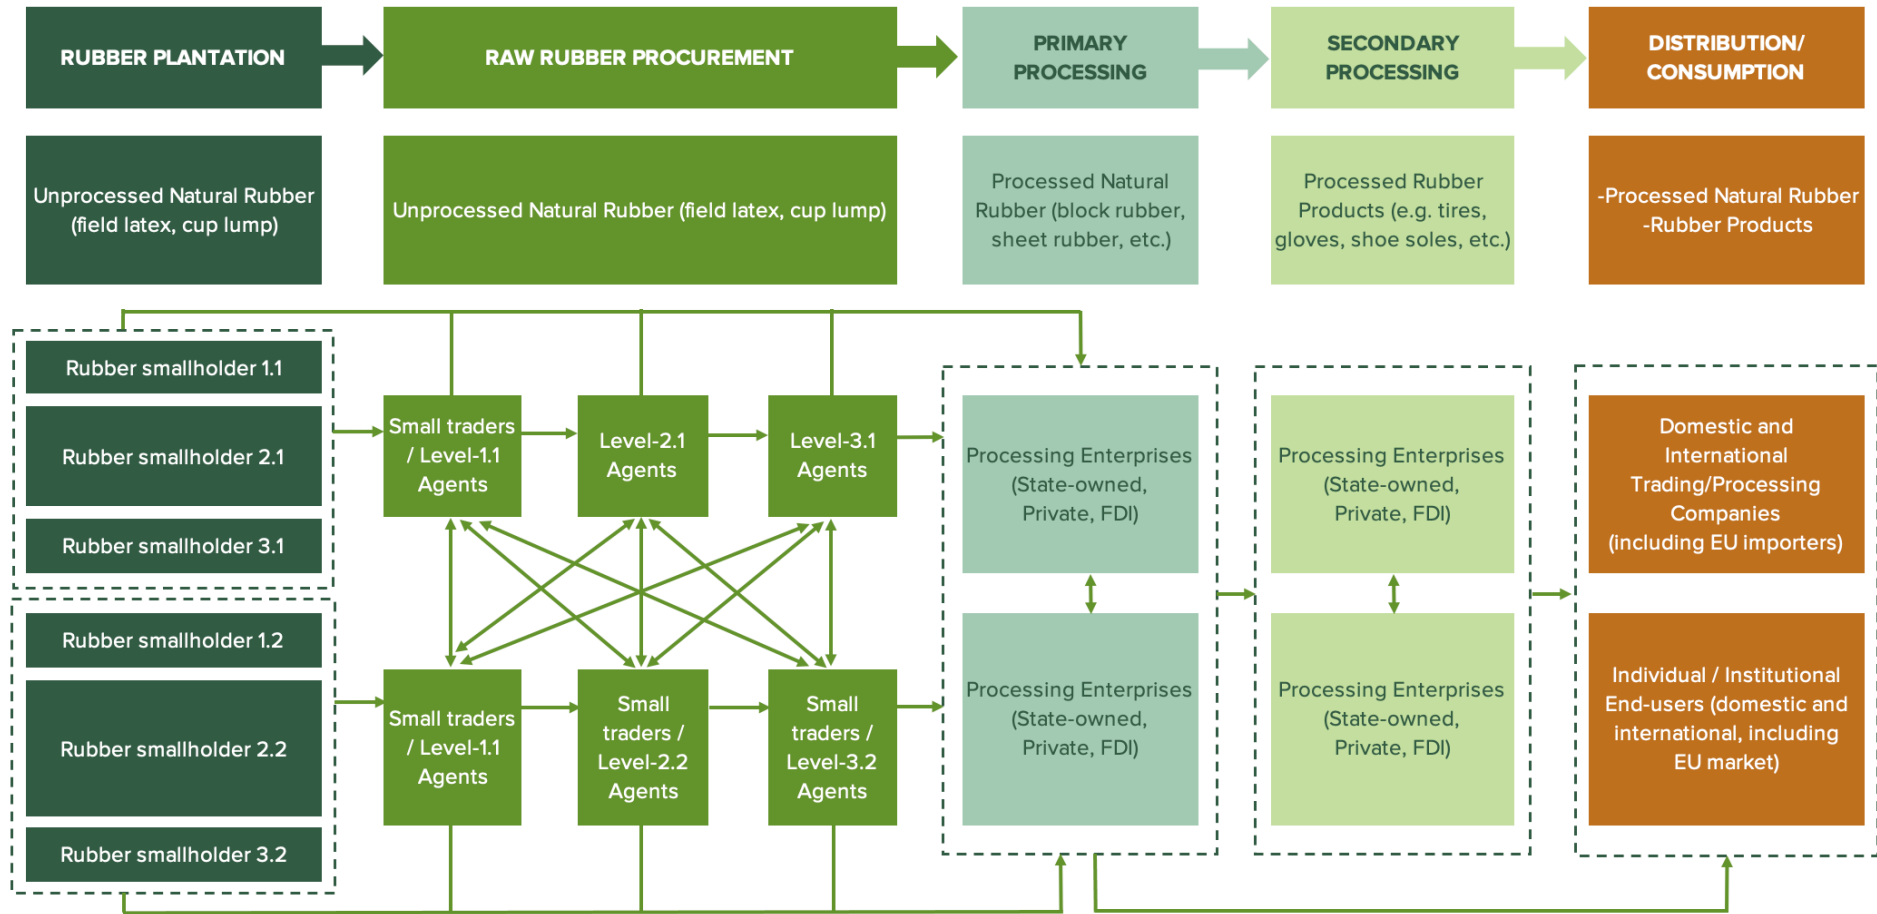 RUBBER PLANTATION
RAW RUBBER PROCUREMENT
PRIMARY
PROCESSING
SECONDARY
PROCESSING
DISTRIBUTION/
CONSUMPTION
Unprocessed Natural Rubber
(field latex, cup lump)
Unprocessed Natural Rubber (field latex, cup lump)
Processed Natural
Rubber (block rubber,
sheet rubber, etc.)
Processed Rubber
Products (e.g. tires,
gloves, shoe soles, etc.)
-Processed Natural Rubber
-Rubber Products
Rubber smallholder 1.1
Rubber smallholder 2.1
Rubber smallholder 3.1
Small traders
/ Level-1.1
Agents
Level-2.1
Agents
Level-3.1
Agents
Processing Enterprises
(State-owned,
Private, FDI)
Processing Enterprises
(State-owned,
Private, FDI)
Domestic and
International
Trading/Processing
Companies
(including EU importers)
Rubber smallholder 1.2
Rubber smallholder 2.2
Rubber smallholder 3.2
Small traders
/ Level-1.1
Agents
Small
traders /
Level-2.2
Agents
Small
traders /
Level-3.2
Agents
Processing Enterprises
(State-owned,
Private, FDI)
Processing Enterprises
(State-owned,
Private, FDI)
Individual / Institutional
End-users (domestic and
international, including
EU market)